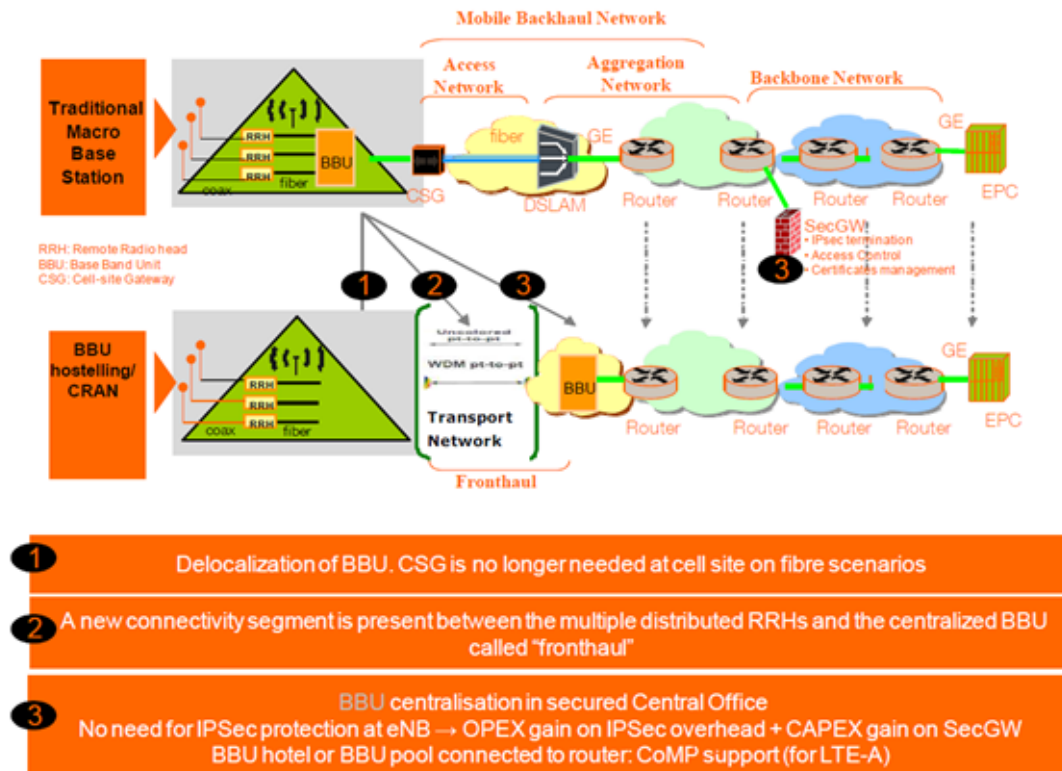 Mobile Backhaul Network
Access
Network
Aggregation
Network
Backbone Network
Traditional
Macro
Base
Station
RRH
RRH
RRH
BBU
coax
fiber
CSG
fiber
DSLAM
GE
Router
Router
Router
Router
GE
EPC
RRH: Remote Radio head
BBU: Base Band Unit
CSG: Cell-site Gateway
SecGW
• IPsec termination
• Access Control
• Certificates management
3
1
2
3
BBU
hostelling/
CRAN
RRH
RRH
RRH
coax
fiber
Uncolored
pt-to-pt
WDM pt-to-pt
Transport
Network
BBU
Router
Router
Router
Router
GE
EPC
Fronthaul
1
Delocalization of BBU. CSG is no longer needed at cell site on fibre scenarios
2
A new connectivity segment is present between the multiple distributed RRHs and the centralized BBU
called “fronthaul”
3
BBU centralisation in secured Central Office
No need for IPSec protection at eNB → OPEX gain on IPSec overhead + CAPEX gain on SecGW
BBU hotel or BBU pool connected to router: CoMP support (for LTE-A)